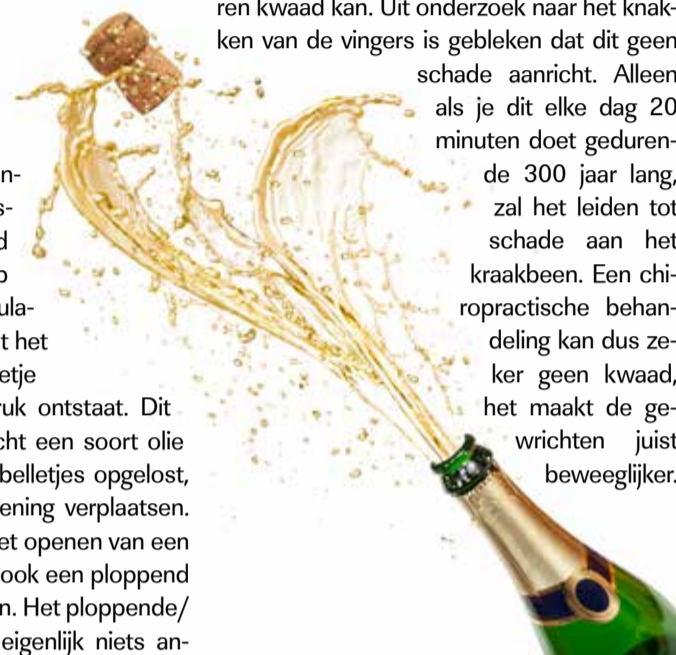 n-
s-
d
ula-
t het
etje
ruk ontstaat. Dit
cht een soort olie
belletjes opgelost,
ening verplaatsen.
et openen van een
ook een ploppend
n. Het ploppende/
eigenlijk niets an-
ren kwaad kan. Uit onderzoek naar het knak-
ken van de vingers is gebleken dat dit geen
schade aanricht. Alleen
als je dit elke dag 20
minuten doet geduren-
de 300 jaar lang,
zal het leiden tot
schade aan het
kraakbeen. Een chi-
ropractische behan-
deling kan dus ze-
ker geen kwaad,
het maakt de ge-
wrichten juist
beweeglijker.